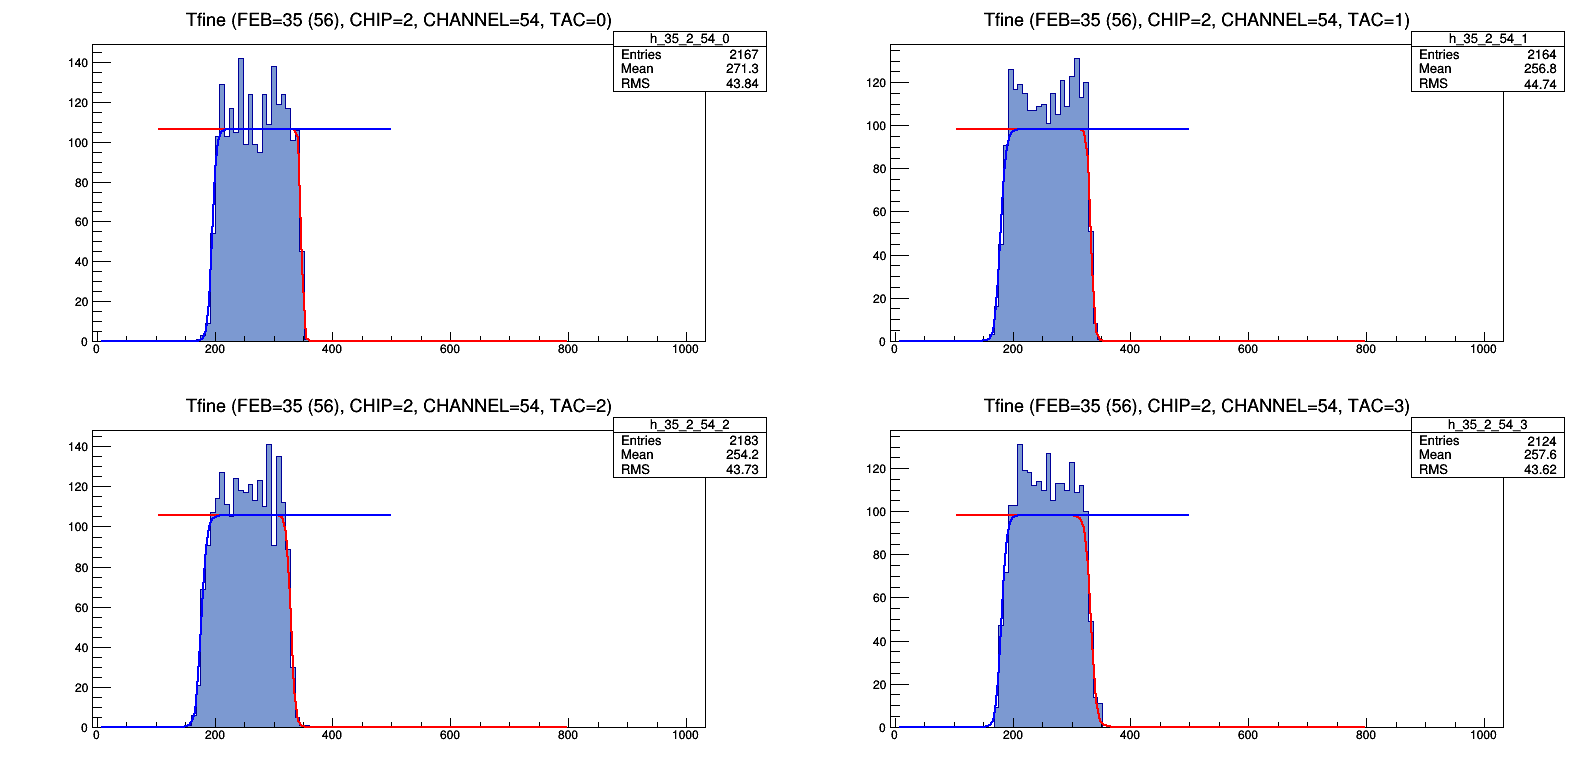 Tfine (FEB=35 (56), CHIP=2, CHANNEL=54, TAC=0)
h_35_2_54_0
Entries 2167
Mean 271.3
RMS 43.84
140
120
100
80
60
40
20
0
0 200 400 600 800 1000
Tfine (FEB=35 (56), CHIP=2, CHANNEL=54, TAC=1)
h_35_2_54_1
Entries 2164
Mean 256.8
RMS 44.74
120
100
80
60
40
20
0
0 200 400 600 800 1000
Tfine (FEB=35 (56), CHIP=2, CHANNEL=54, TAC=2)
h_35_2_54_2
Entries 2183
Mean 254.2
RMS 43.73
140
120
100
80
60
40
20
0
0 200 400 600 800 1000
Tfine (FEB=35 (56), CHIP=2, CHANNEL=54, TAC=3)
h_35_2_54_3
Entries 2124
Mean 257.6
RMS 43.62
120
100
80
60
40
20
0
0 200 400 600 800 1000